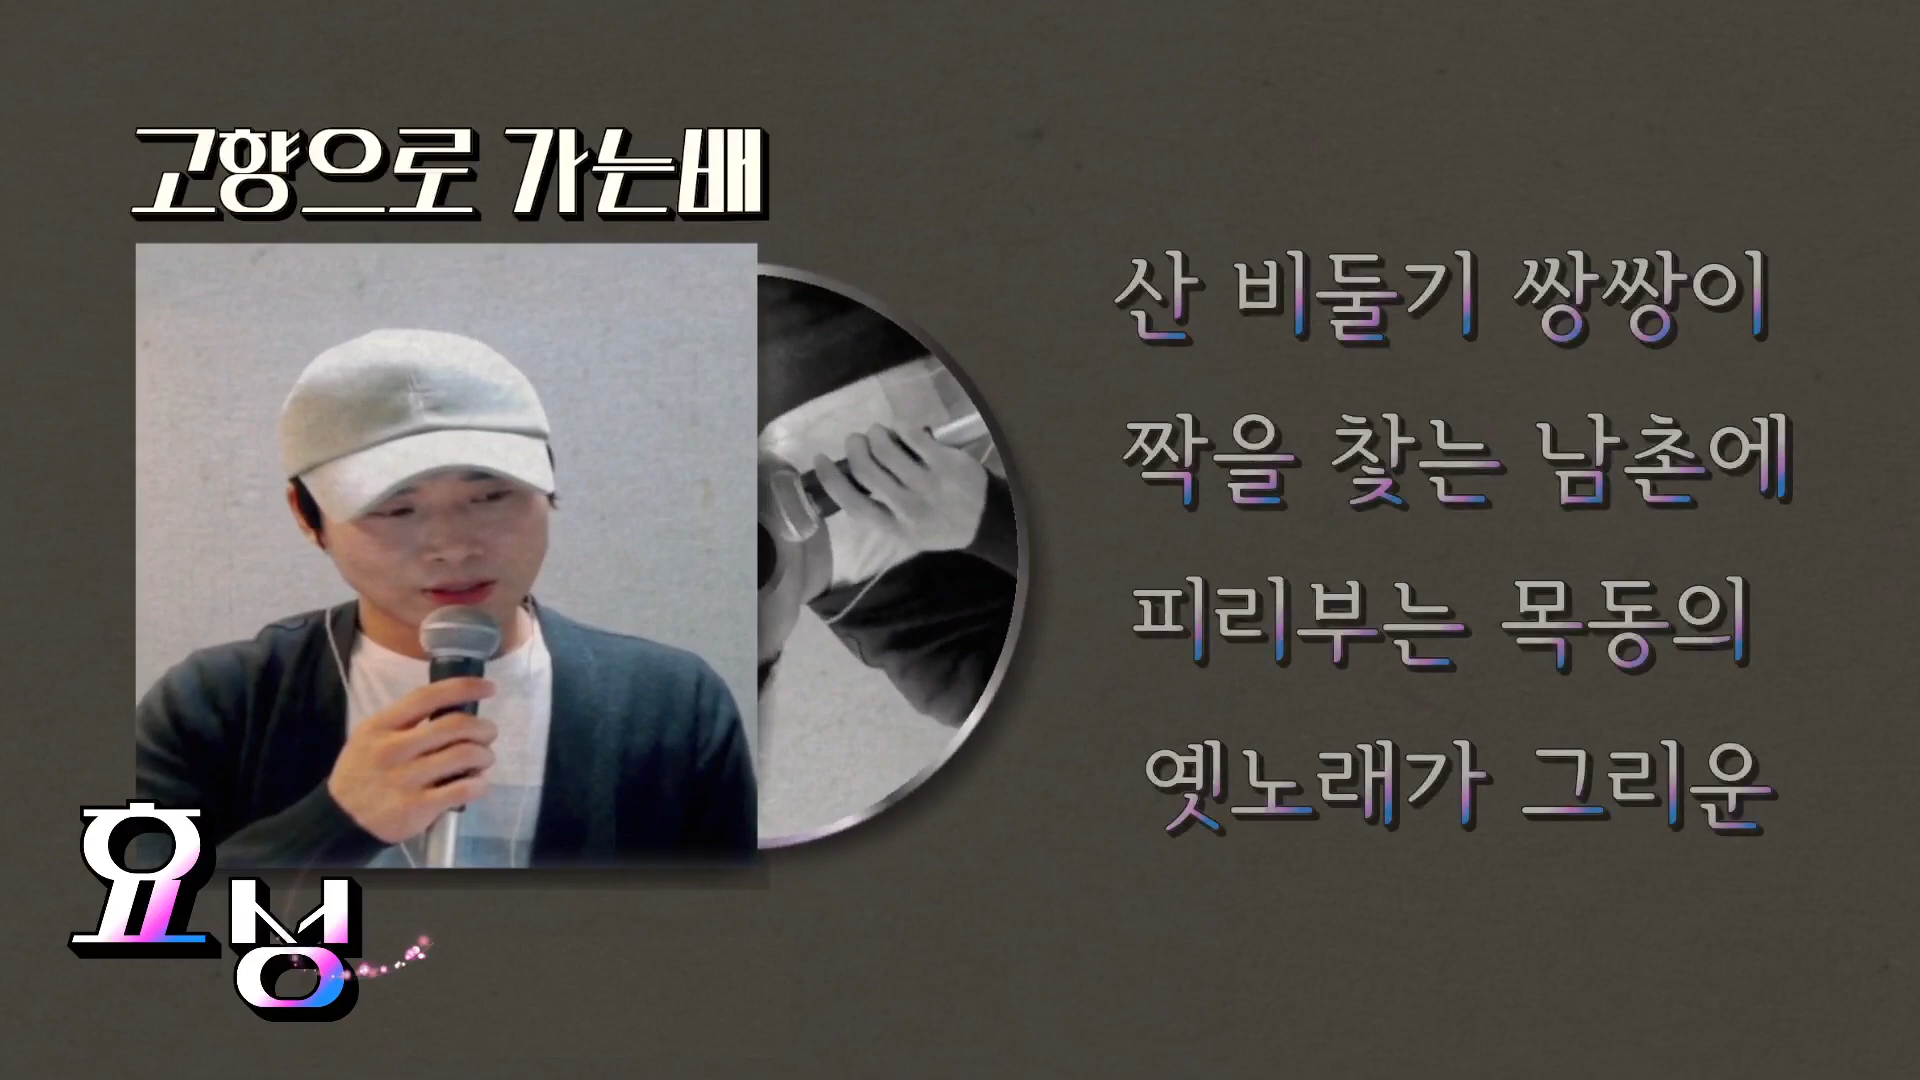 고향으로 가는배
산 비둘기 쌍쌍이
짝을 찾는 남촌에
피리부는 목동의
옛노래가 그리운
효성